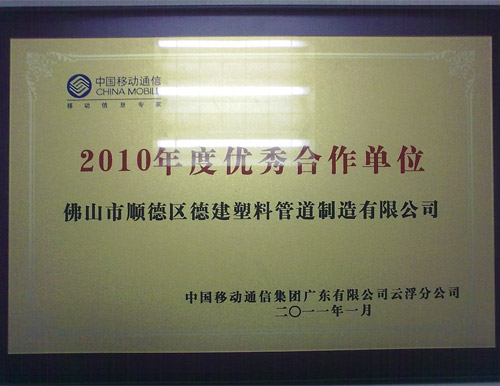 中国移动通信
CHINA MOBILE
移动信息专家
2010年度优秀合作单位
佛山市顺德区德建塑料管道制造有限公司
中国移动通信集团广东有限公司云浮分公司
二〇一一年一月